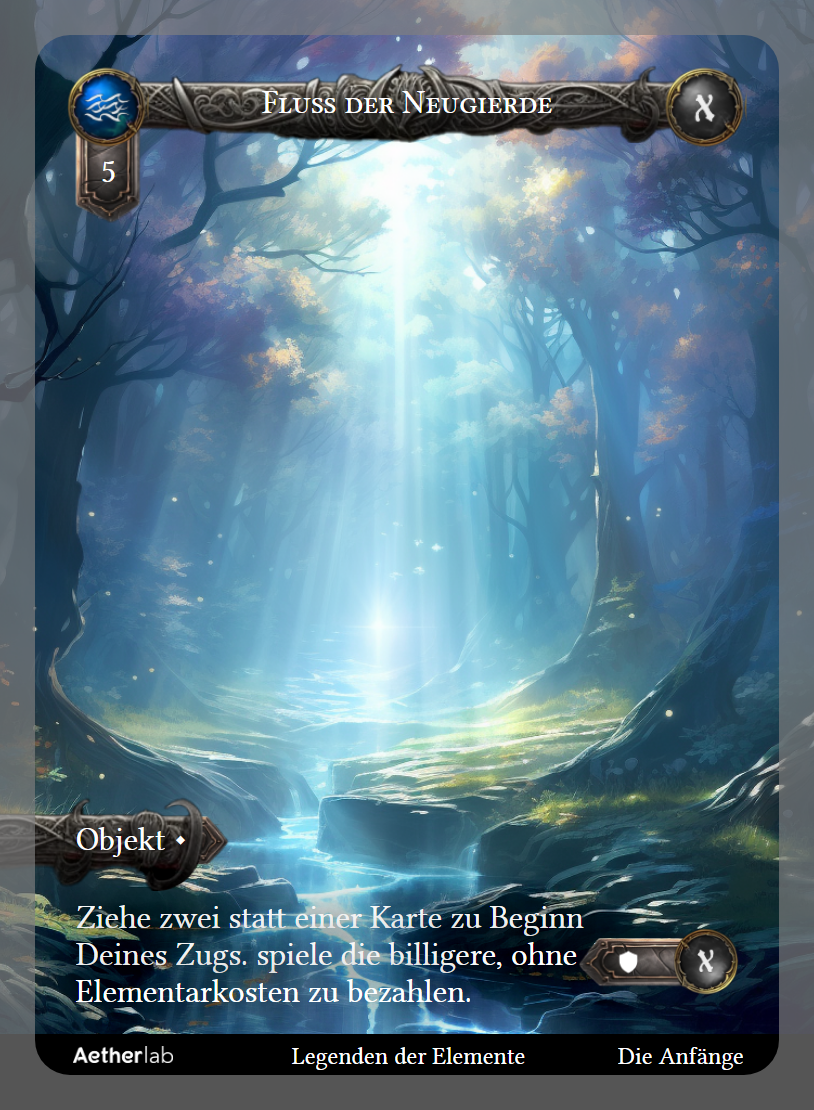 Fluss der Neugierde
5
Objekt •
Ziehe zwei statt einer Karte zu Beginn
Deines Zugs. spiele die billigere, ohne
Elementarkosten zu bezahlen.
Aetherlab
Legenden der Elemente
Die Anfänge